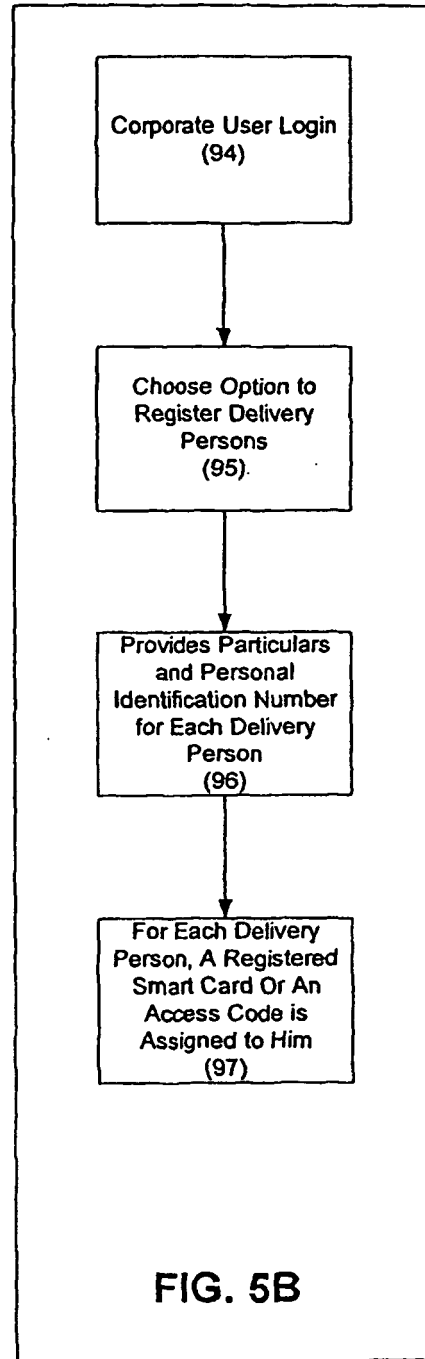 Corporate User Login
(94)
Choose Option to
Register Delivery
Persons
(95).
Provides Particulars
and Personal
Identification Number
for Each Delivery
Person
(96)
For Each Delivery
Person, A Registered
Smart Card Or An
Access Code is
Assigned to Him
(97)
FIG. 5B